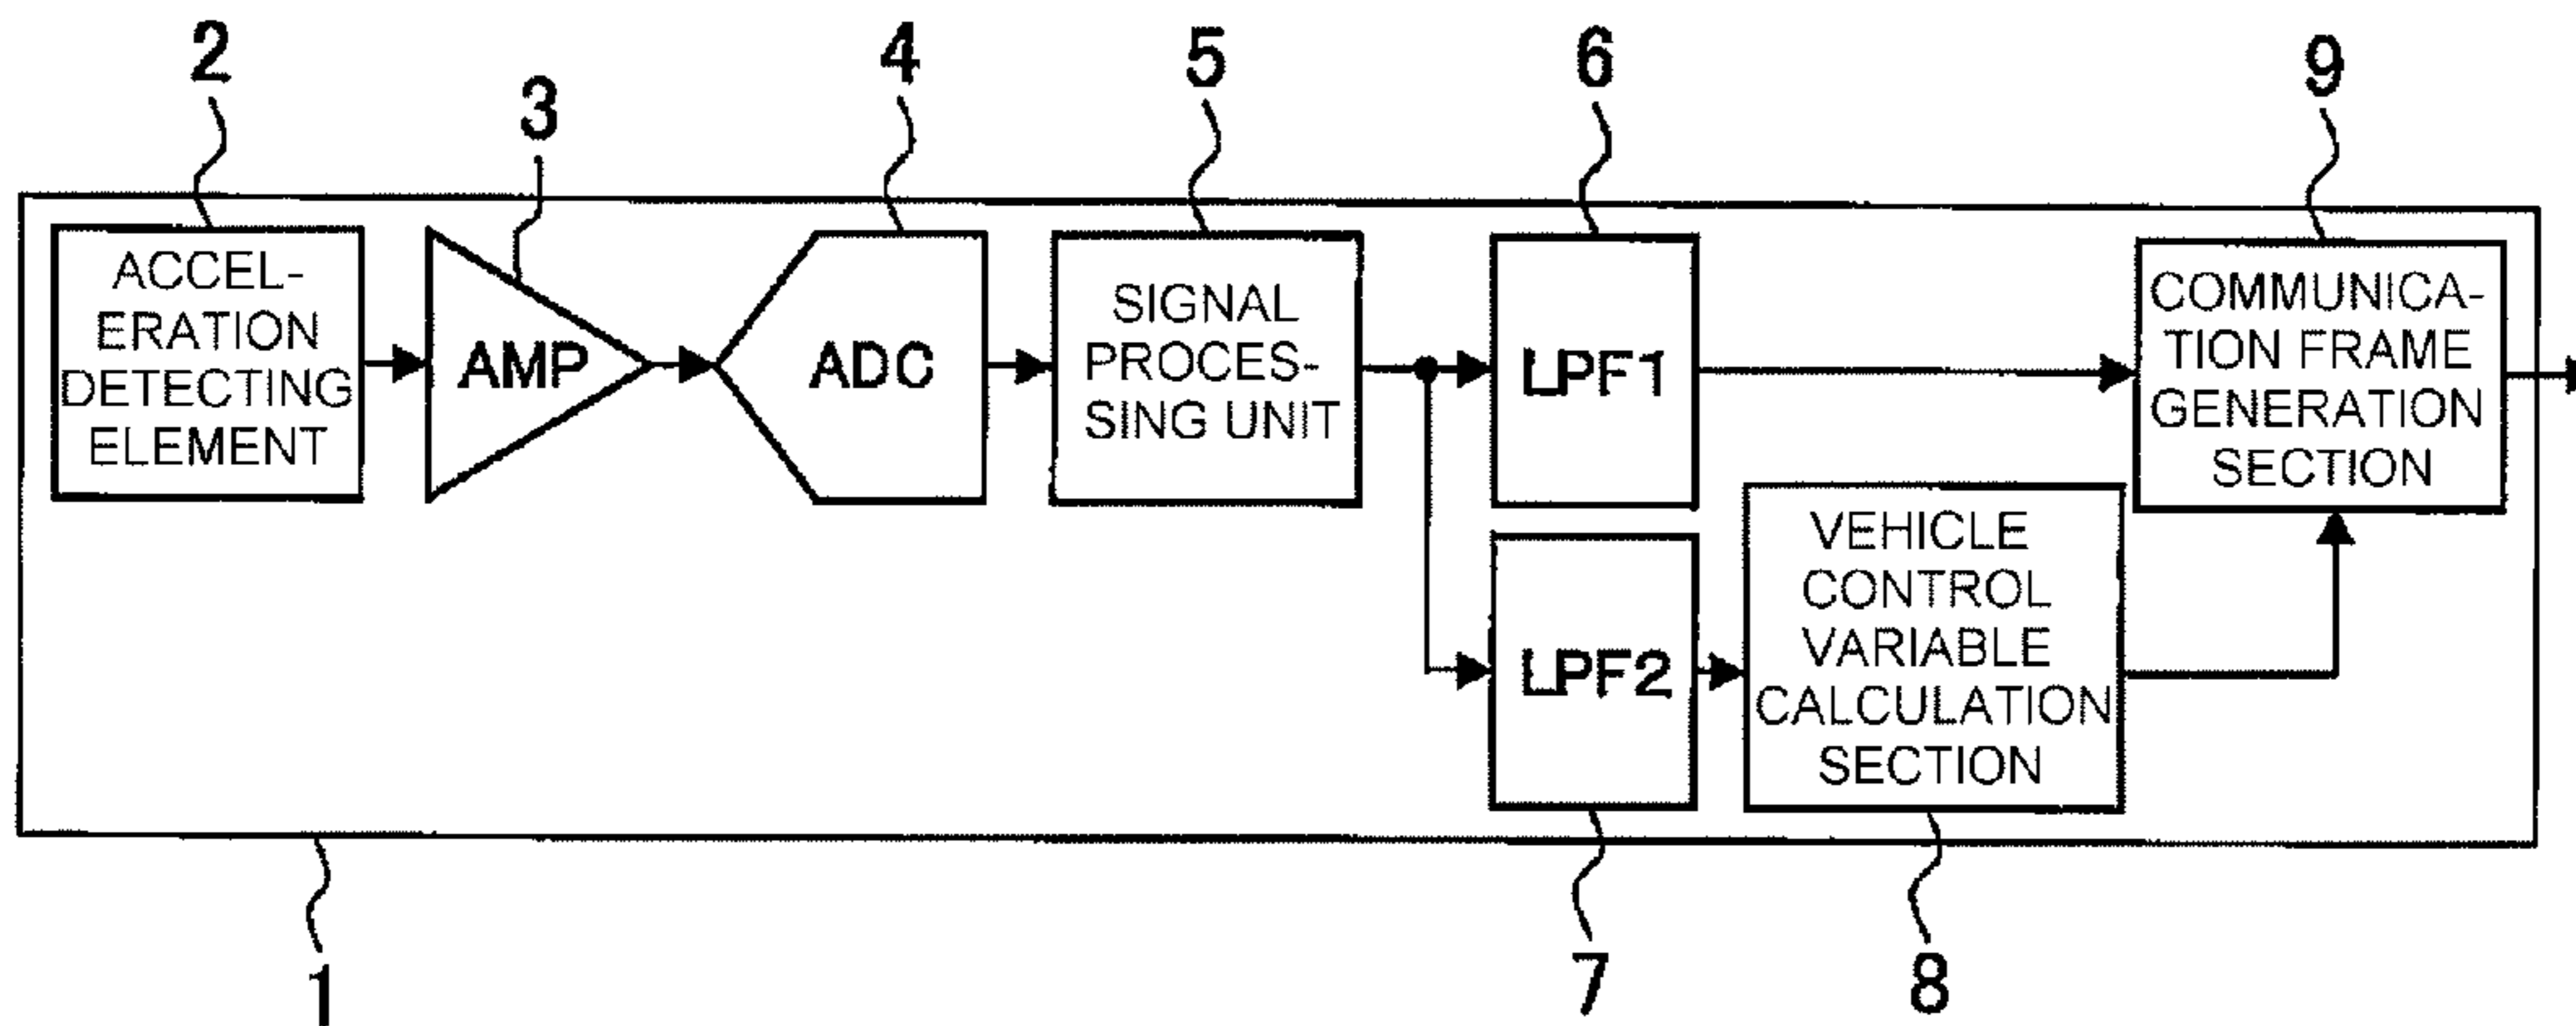 2
3
4
5
6
9
ACCEL-
ERATION
DETECTING
ELEMENT
AMP
ADC
SIGNAL
PROCES-
SING UNIT
LPF1
COMMUNICA-
TION FRAME
GENERATION
SECTION
LPF2
VEHICLE
CONTROL
VARIABLE
CALCULATION
SECTION
1
7
8